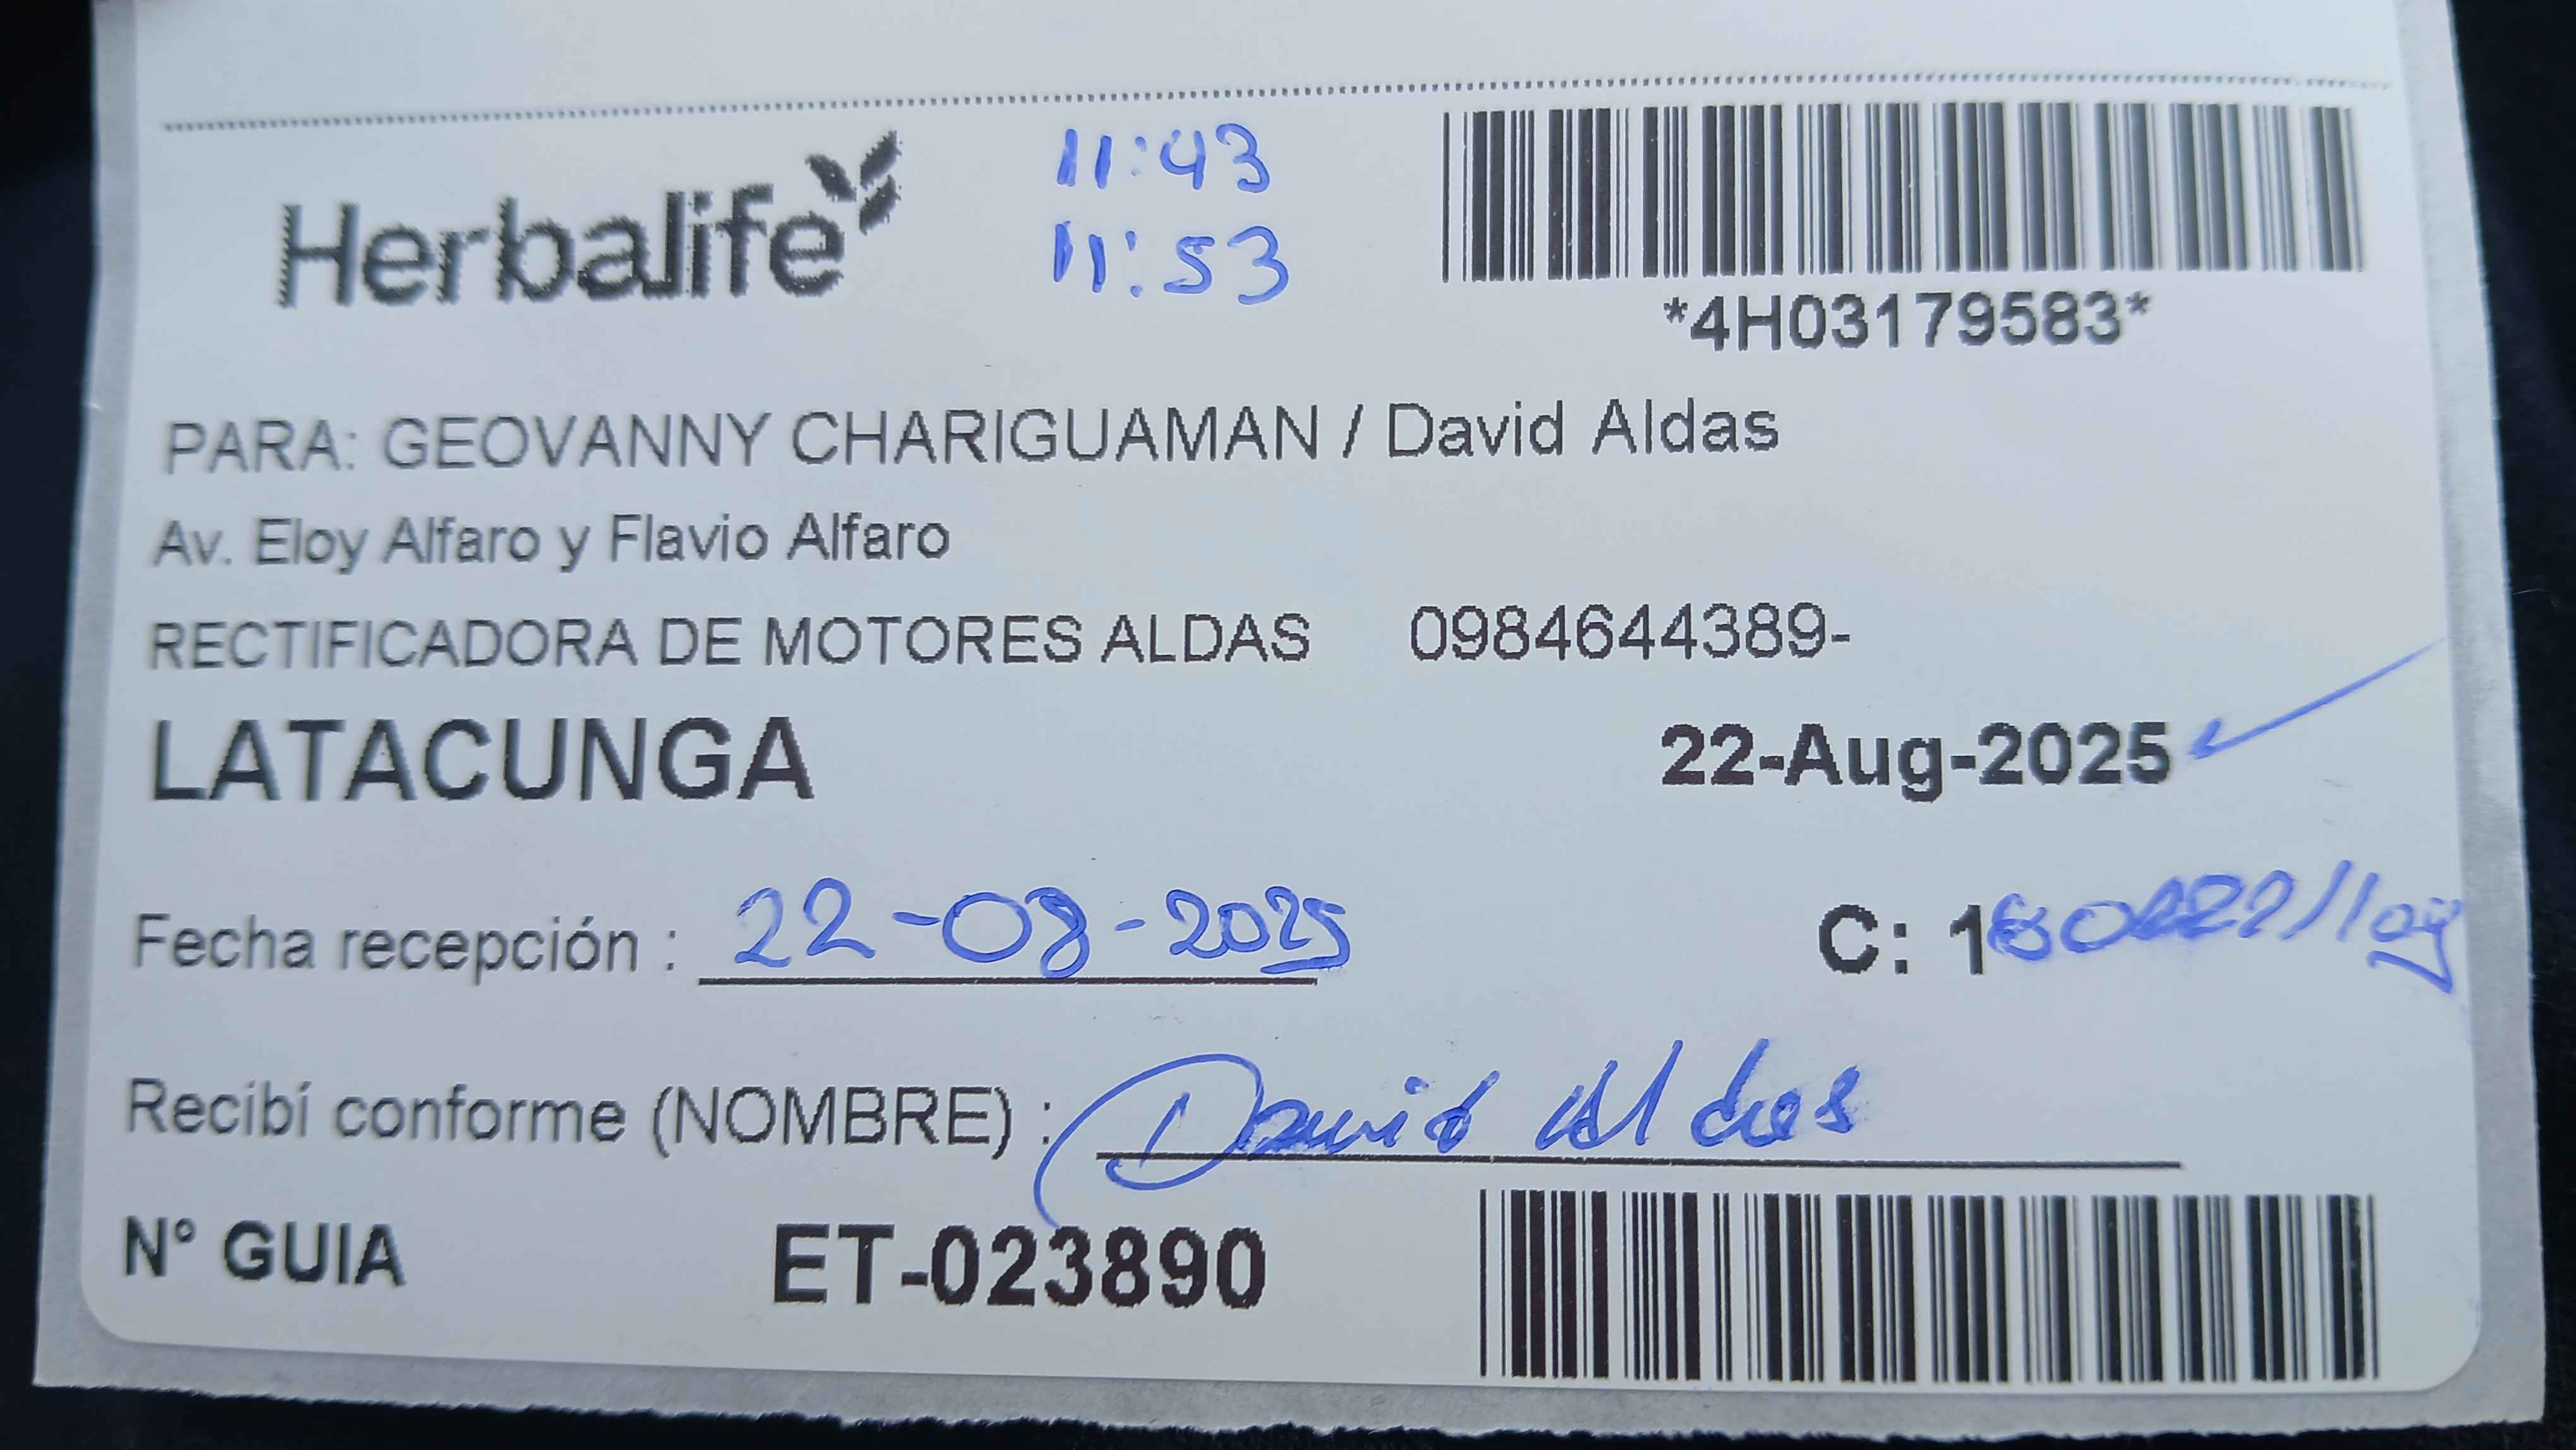 Herbalife
11:43
11:53
*4H03179583*
PARA: GEOVANNY CHARIGUAMAN / David Aldas
Av. Eloy Alfaro y Flavio Alfaro
RECTIFICADORA DE MOTORES ALDAS 0984644389-
LATACUNGA 22-Aug-2025
Fecha recepción : 22-08-2025 C: 1
Recibí conforme (NOMBRE) : David Aldas
N° GUIA ET-023890